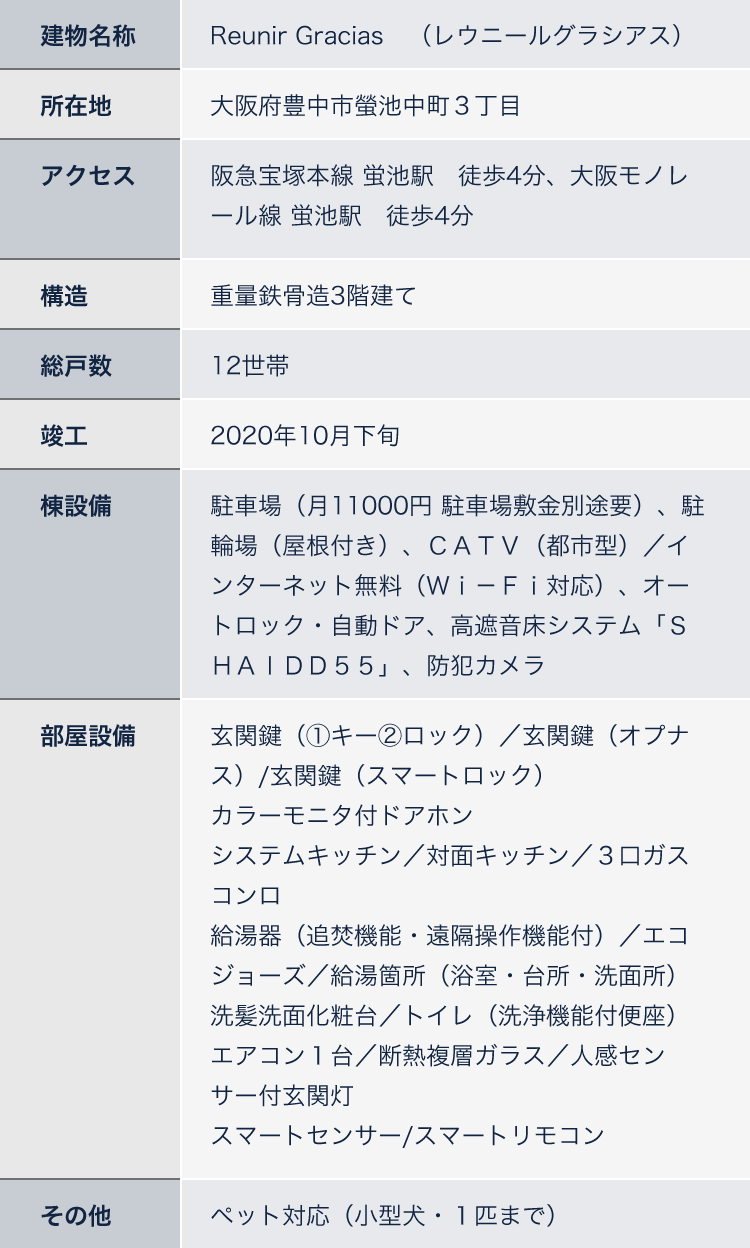 建物名称
Reunir Gracias　（レウニールグラシアス）
所在地
大阪府豊中市螢池中町３丁目
アクセス
阪急宝塚本線 蛍池駅　徒歩4分、大阪モノレ
ール線 蛍池駅　徒歩4分
構造
重量鉄骨造3階建て
総戸数
12世帯
竣工
2020年10月下旬
棟設備
駐車場（月11000円 駐車場敷金別途要）、駐
輪場（屋根付き）、ＣＡＴＶ（都市型）／イ
ンターネット無料（Ｗｉ－Ｆｉ対応）、オー
トロック・自動ドア、高遮音床システム「Ｓ
ＨＡＩＤＤ５５」、防犯カメラ
部屋設備
玄関鍵（①キー②ロック）／玄関鍵（オプナ
ス）/玄関鍵（スマートロック）
カラーモニタ付ドアホン
システムキッチン／対面キッチン／３口ガス
コンロ
給湯器（追焚機能・遠隔操作機能付）／エコ
ジョーズ／給湯箇所（浴室・台所・洗面所）
洗髪洗面化粧台／トイレ（洗浄機能付便座）
エアコン１台／断熱複層ガラス／人感セン
サー付玄関灯
スマートセンサー/スマートリモコン
その他
ペット対応（小型犬・１匹まで）